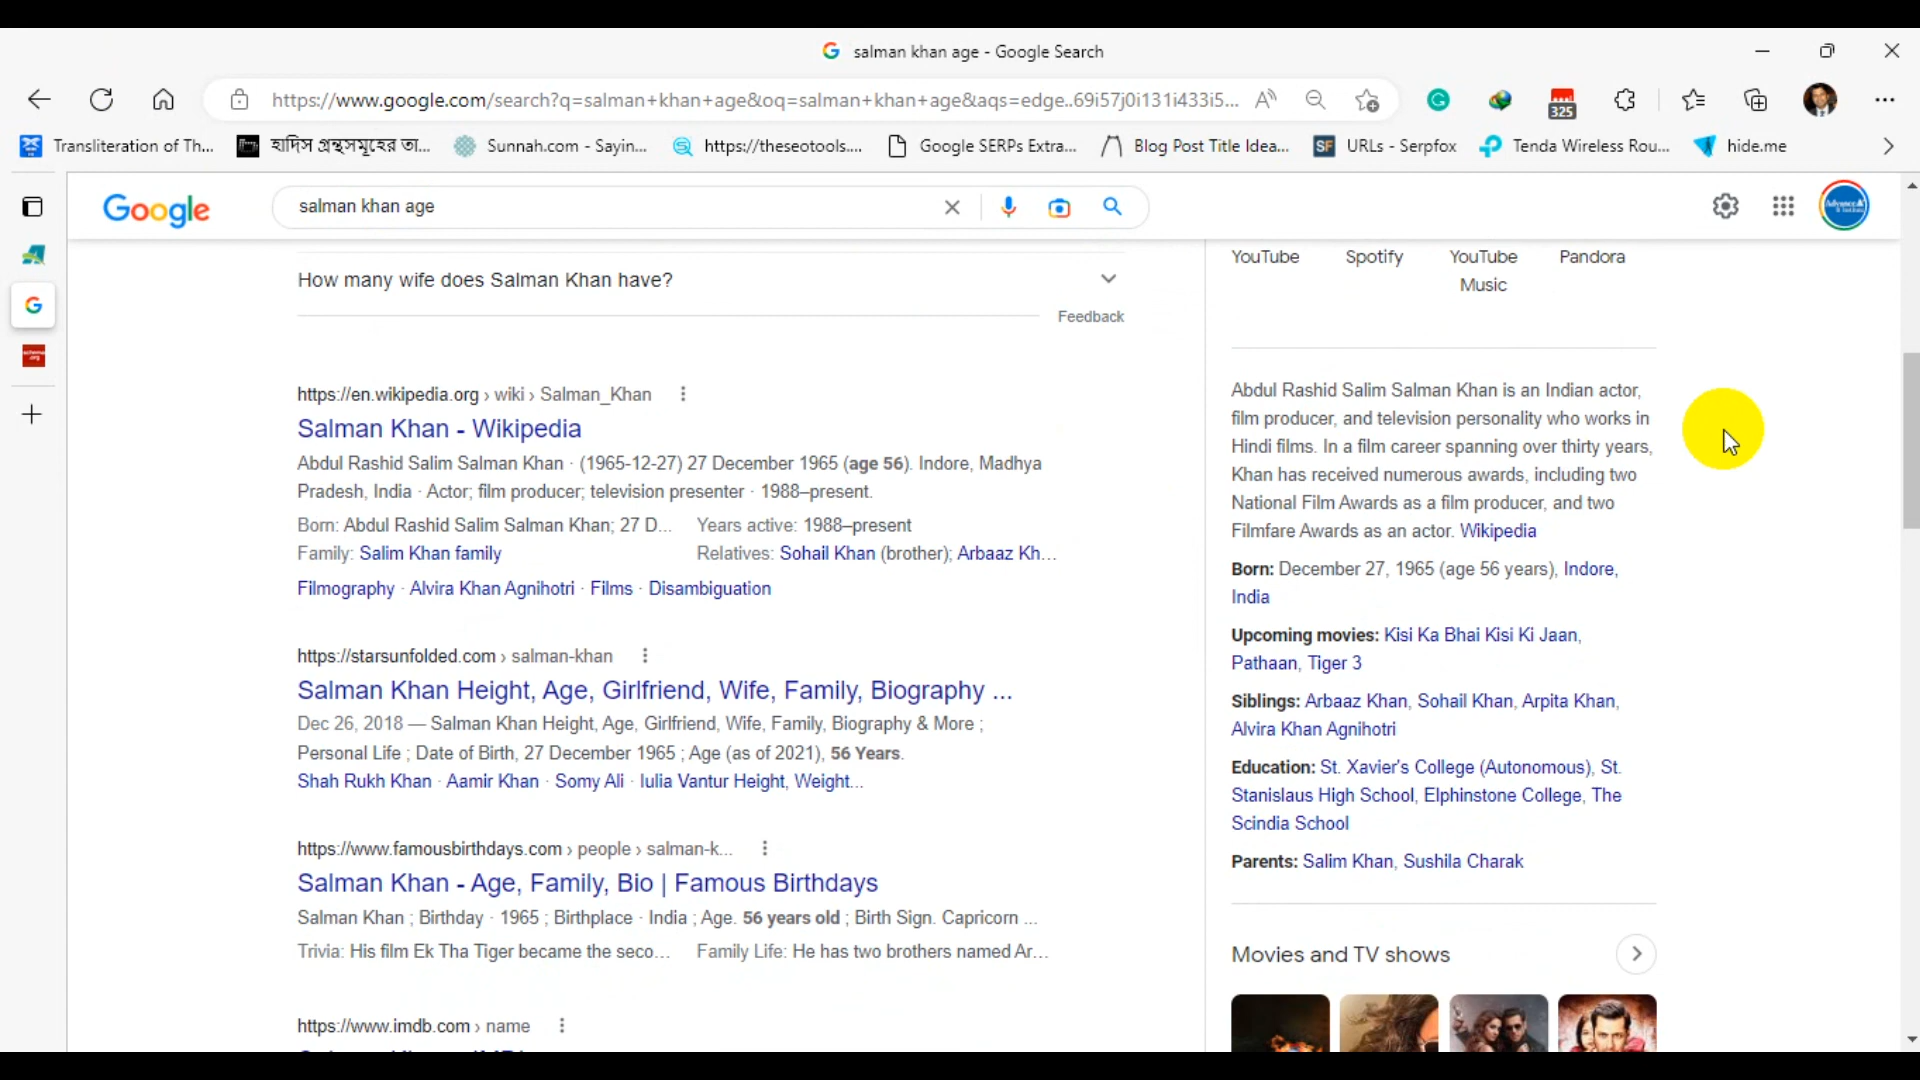 salman khan age - Google Search
https://www.google.com/search?q=salman+khan+age&oq=salman+khan+age&aqs=edge..69i57j0i131i433i5...
325
Transliteration of Th... হাদিস গ্রন্থসমূহের তা... Sunnah.com - Sayin... https://theseotools.... Google SERPs Extra... Blog Post Title Idea... SF URLs - Serpfox Tenda Wireless Rou... hide.me
Google salman khan age
How many wife does Salman Khan have?
Feedback
https://en.wikipedia.org › wiki › Salman_Khan
Salman Khan - Wikipedia
Abdul Rashid Salim Salman Khan · (1965-12-27) 27 December 1965 (age 56). Indore, Madhya
Pradesh, India · Actor; film producer; television presenter · 1988–present.
Born: Abdul Rashid Salim Salman Khan; 27 D... Years active: 1988–present
Family: Salim Khan family Relatives: Sohail Khan (brother); Arbaaz Kh...
Filmography · Alvira Khan Agnihotri · Films · Disambiguation
https://starsunfolded.com › salman-khan
Salman Khan Height, Age, Girlfriend, Wife, Family, Biography ...
Dec 26, 2018 — Salman Khan Height, Age, Girlfriend, Wife, Family, Biography & More ;
Personal Life ; Date of Birth, 27 December 1965 ; Age (as of 2021), 56 Years.
Shah Rukh Khan · Aamir Khan · Somy Ali · Iulia Vantur Height, Weight...
https://www.famousbirthdays.com › people › salman-k...
Salman Khan - Age, Family, Bio | Famous Birthdays
Salman Khan ; Birthday · 1965 ; Birthplace · India ; Age. 56 years old ; Birth Sign. Capricorn ...
Trivia: His film Ek Tha Tiger became the seco... Family Life: He has two brothers named Ar...
https://www.imdb.com › name
YouTube Spotify YouTube Pandora
Music
Abdul Rashid Salim Salman Khan is an Indian actor,
film producer, and television personality who works in
Hindi films. In a film career spanning over thirty years,
Khan has received numerous awards, including two
National Film Awards as a film producer, and two
Filmfare Awards as an actor. Wikipedia
Born: December 27, 1965 (age 56 years), Indore,
India
Upcoming movies: Kisi Ka Bhai Kisi Ki Jaan,
Pathaan, Tiger 3
Siblings: Arbaaz Khan, Sohail Khan, Arpita Khan,
Alvira Khan Agnihotri
Education: St. Xavier's College (Autonomous), St.
Stanislaus High School, Elphinstone College, The
Scindia School
Parents: Salim Khan, Sushila Charak
Movies and TV shows